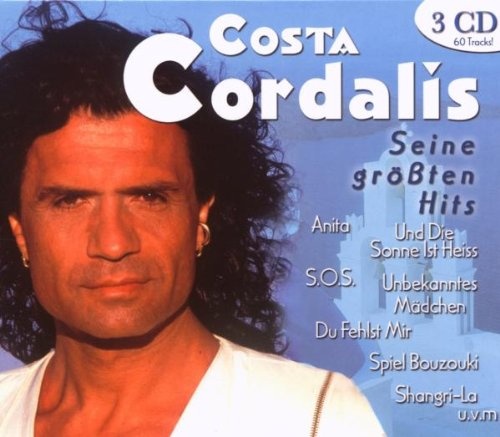 3 CD
60 Tracks!
Costa
Cordalis
Seine
größten
Hits
Anita
Und Die
Sonne Ist Heiss
S.O.S.
Unbekanntes
Mädchen
Du Fehlst Mir
Spiel Bouzouki
Shangri-La
u.v.m